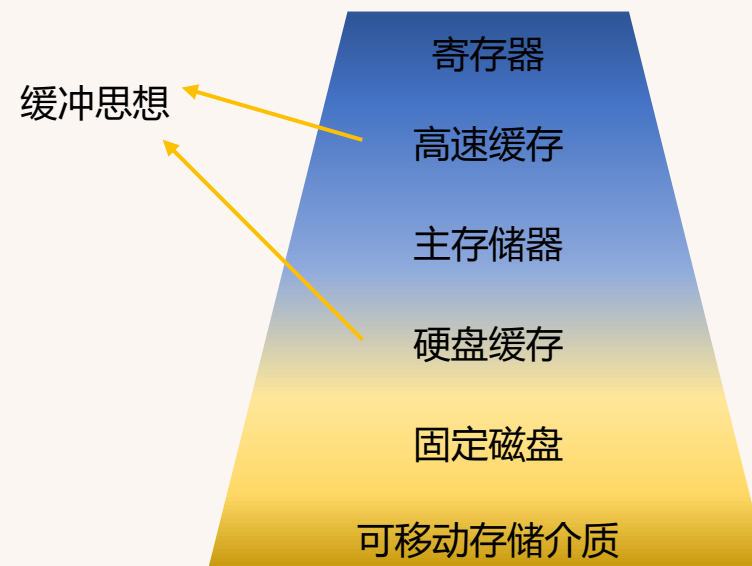 寄存器
缓冲思想
高速缓存
主存储器
硬盘缓存
固定磁盘
可移动存储介质